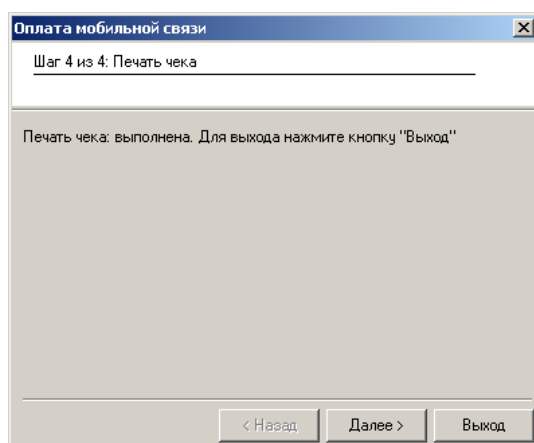 Оплата мобильной связи
Шаг 4 из 4: Печать чека
Печать чека: выполнена. Для выхода нажмите кнопку "Выход"
< Назад Далее > Выход